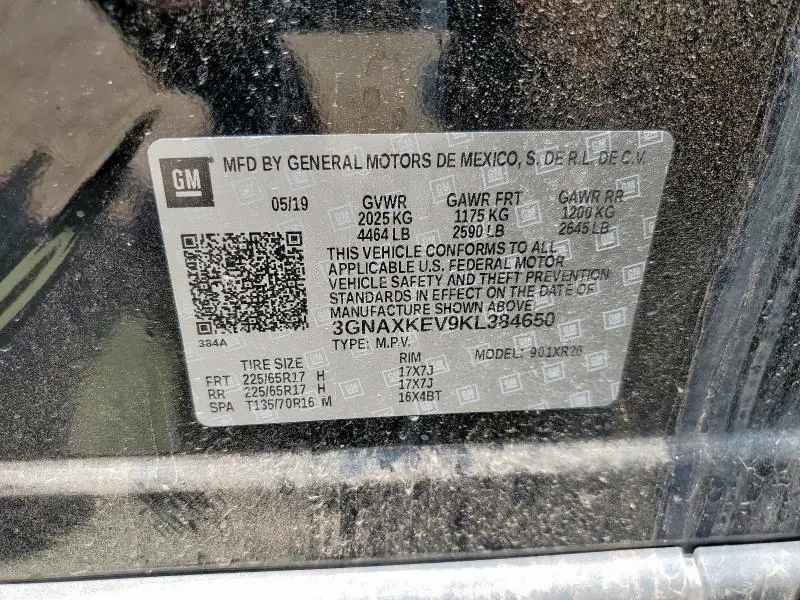 GM
MFD BY GENERAL MOTORS DE MEXICO, S. DE R.L. DE C.V.
05/19 GVWR GAWR FRT GAWR RR
2025 KG 1175 KG 1200 KG
4464 LB 2590 LB 2645 LB
THIS VEHICLE CONFORMS TO ALL
APPLICABLE U.S. FEDERAL MOTOR
VEHICLE SAFETY AND THEFT PREVENTION
STANDARDS IN EFFECT ON THE DATE OF
MANUFACTURE SHOWN ABOVE.
384A
3GNAXKEV9KL384650
TYPE: M.P.V. MODEL: 901XR26
TIRE SIZE RIM
FRT 225/65R17 H 17X7J
RR 225/65R17 H 17X7J
SPA T135/70R16 M 16X4BT